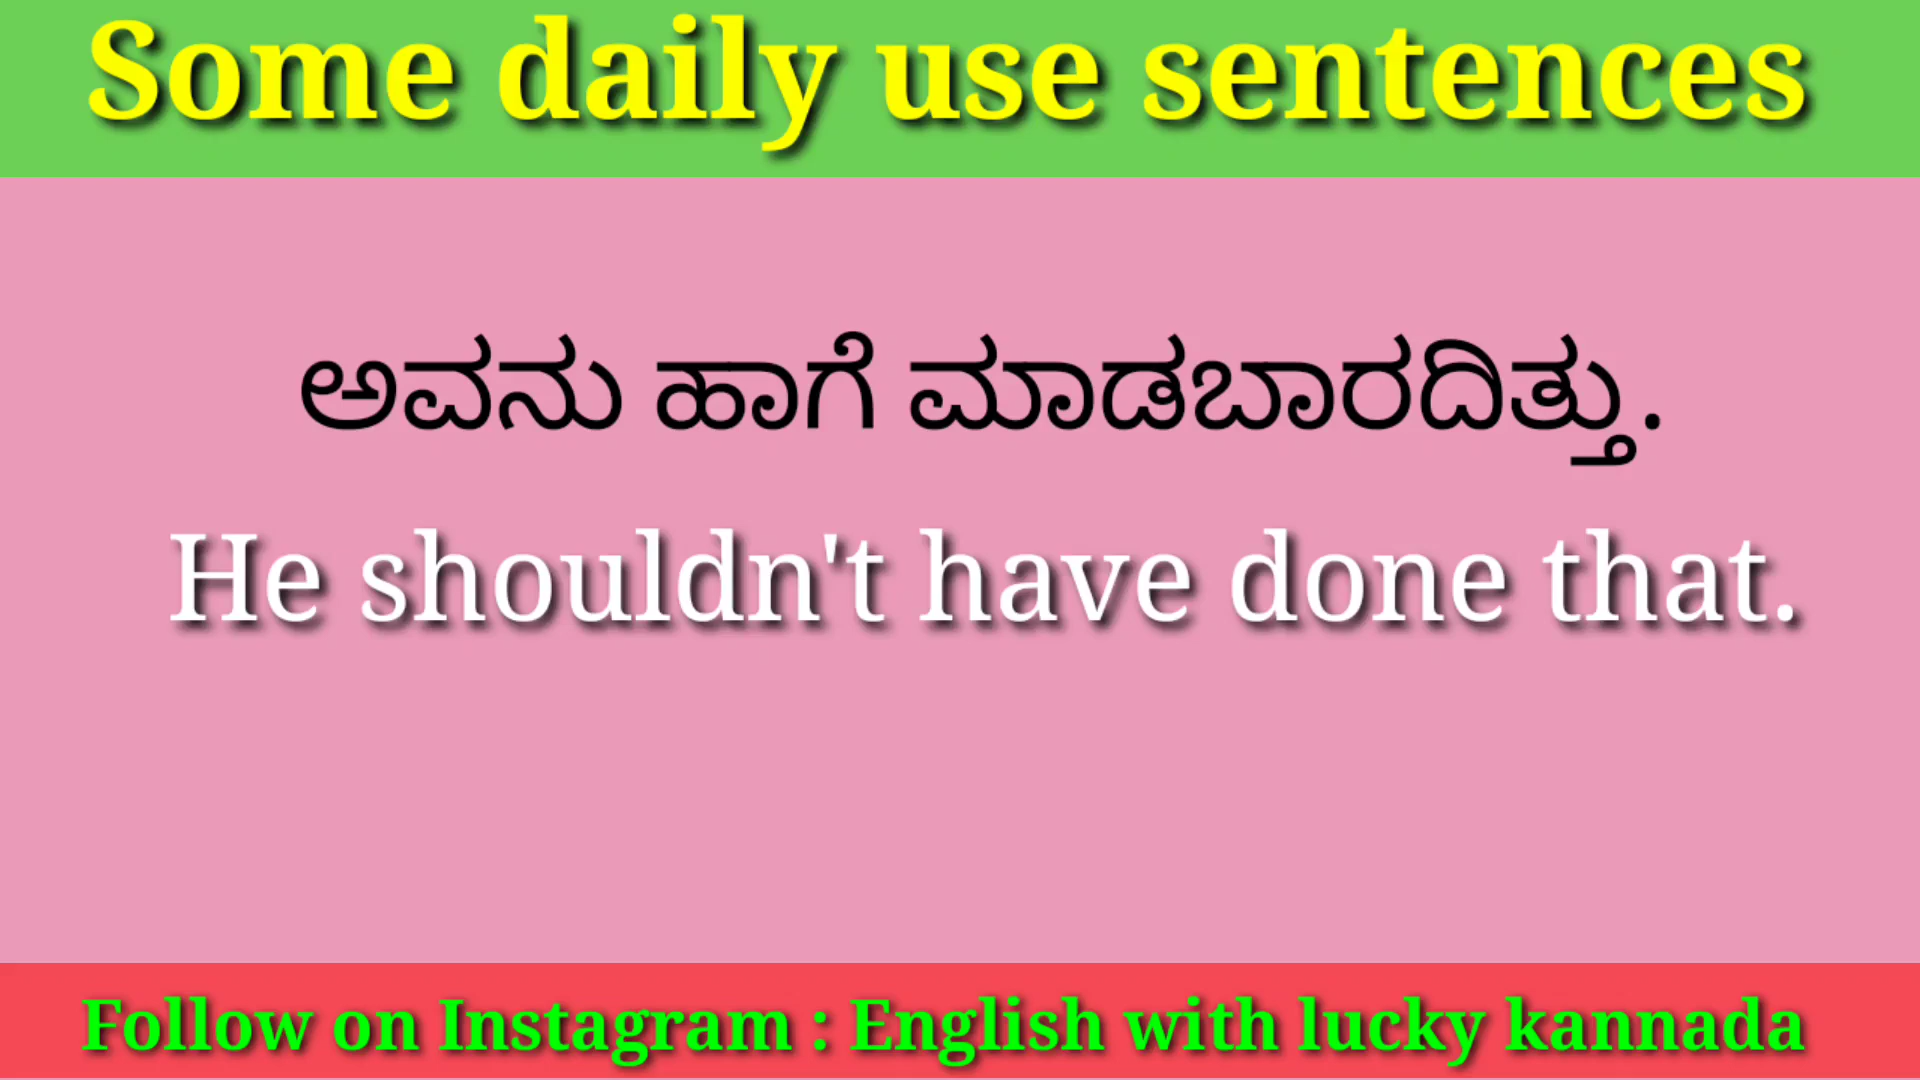 Some daily use sentences
ಅವನು ಹಾಗೆ ಮಾಡಬಾರದಿತ್ತು.
He shouldn't have done that.
Follow on Instagram : English with lucky kannada